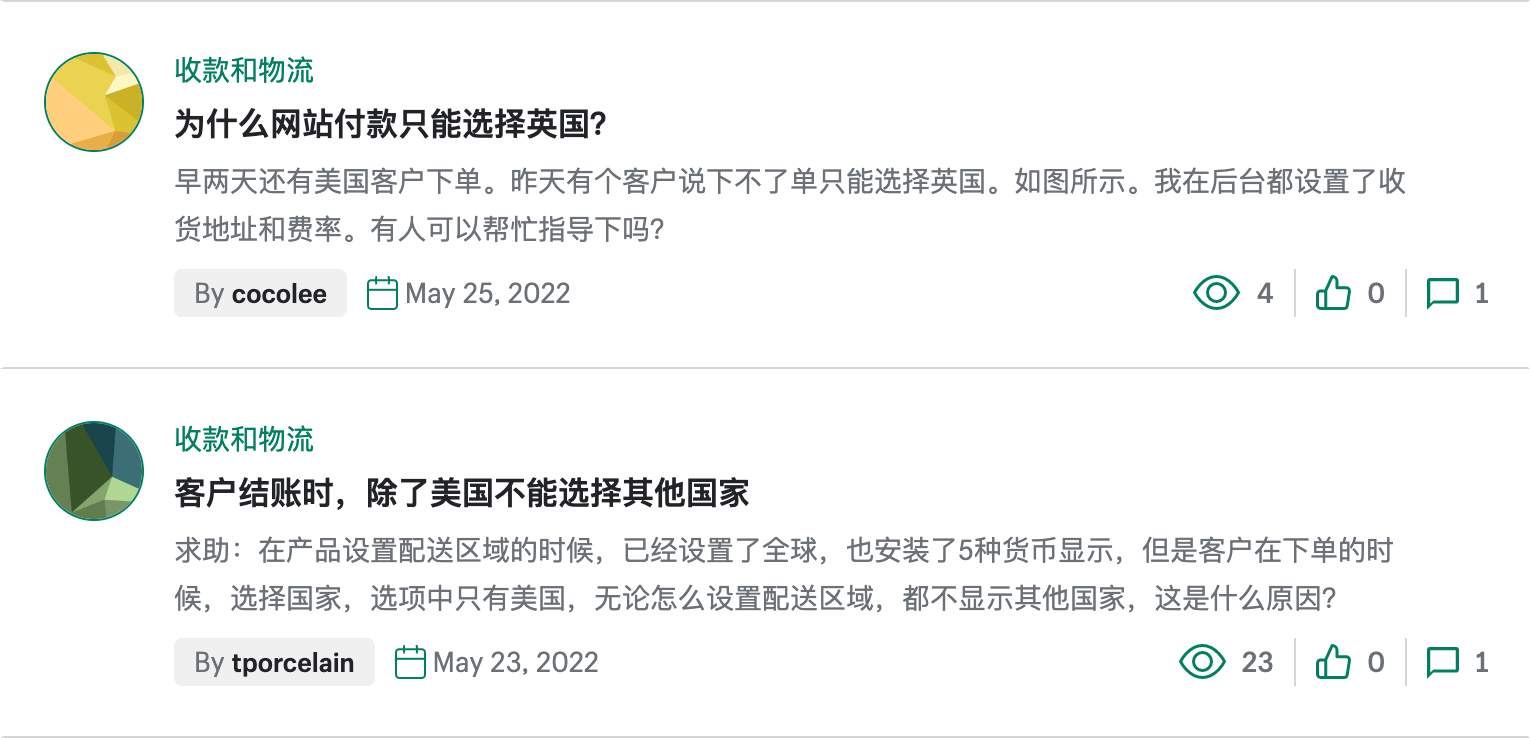 收款和物流
为什么网站付款只能选择英国?
早两天还有美国客户下单。昨天有个客户说下不了单只能选择英国。如图所示。我在后台都设置了收
货地址和费率。有人可以帮忙指导下吗?
By cocolee May 25, 2022 4 0 1
收款和物流
客户结账时，除了美国不能选择其他国家
求助：在产品设置配送区域的时候，已经设置了全球，也安装了5种货币显示，但是客户在下单的时
候，选择国家，选项中只有美国，无论怎么设置配送区域，都不显示其他国家，这是什么原因?
By tporcelain May 23, 2022 23 0 1